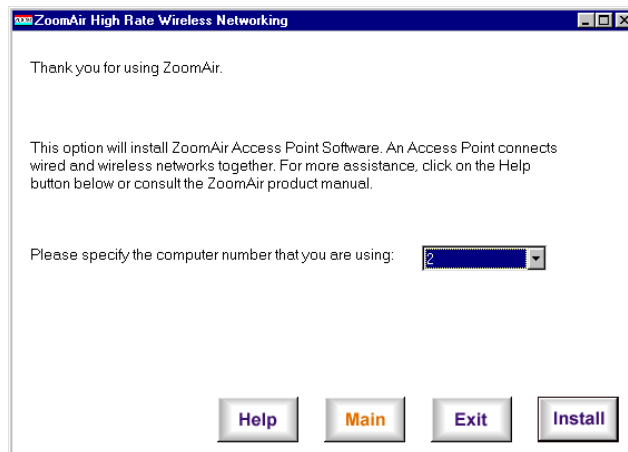 ZoomAir High Rate Wireless Networking
Thank you for using ZoomAir.
This option will install ZoomAir Access Point Software. An Access Point connects
wired and wireless networks together. For more assistance, click on the Help
button below or consult the ZoomAir product manual.
Please specify the computer number that you are using:
2
Help
Main
Exit
Install